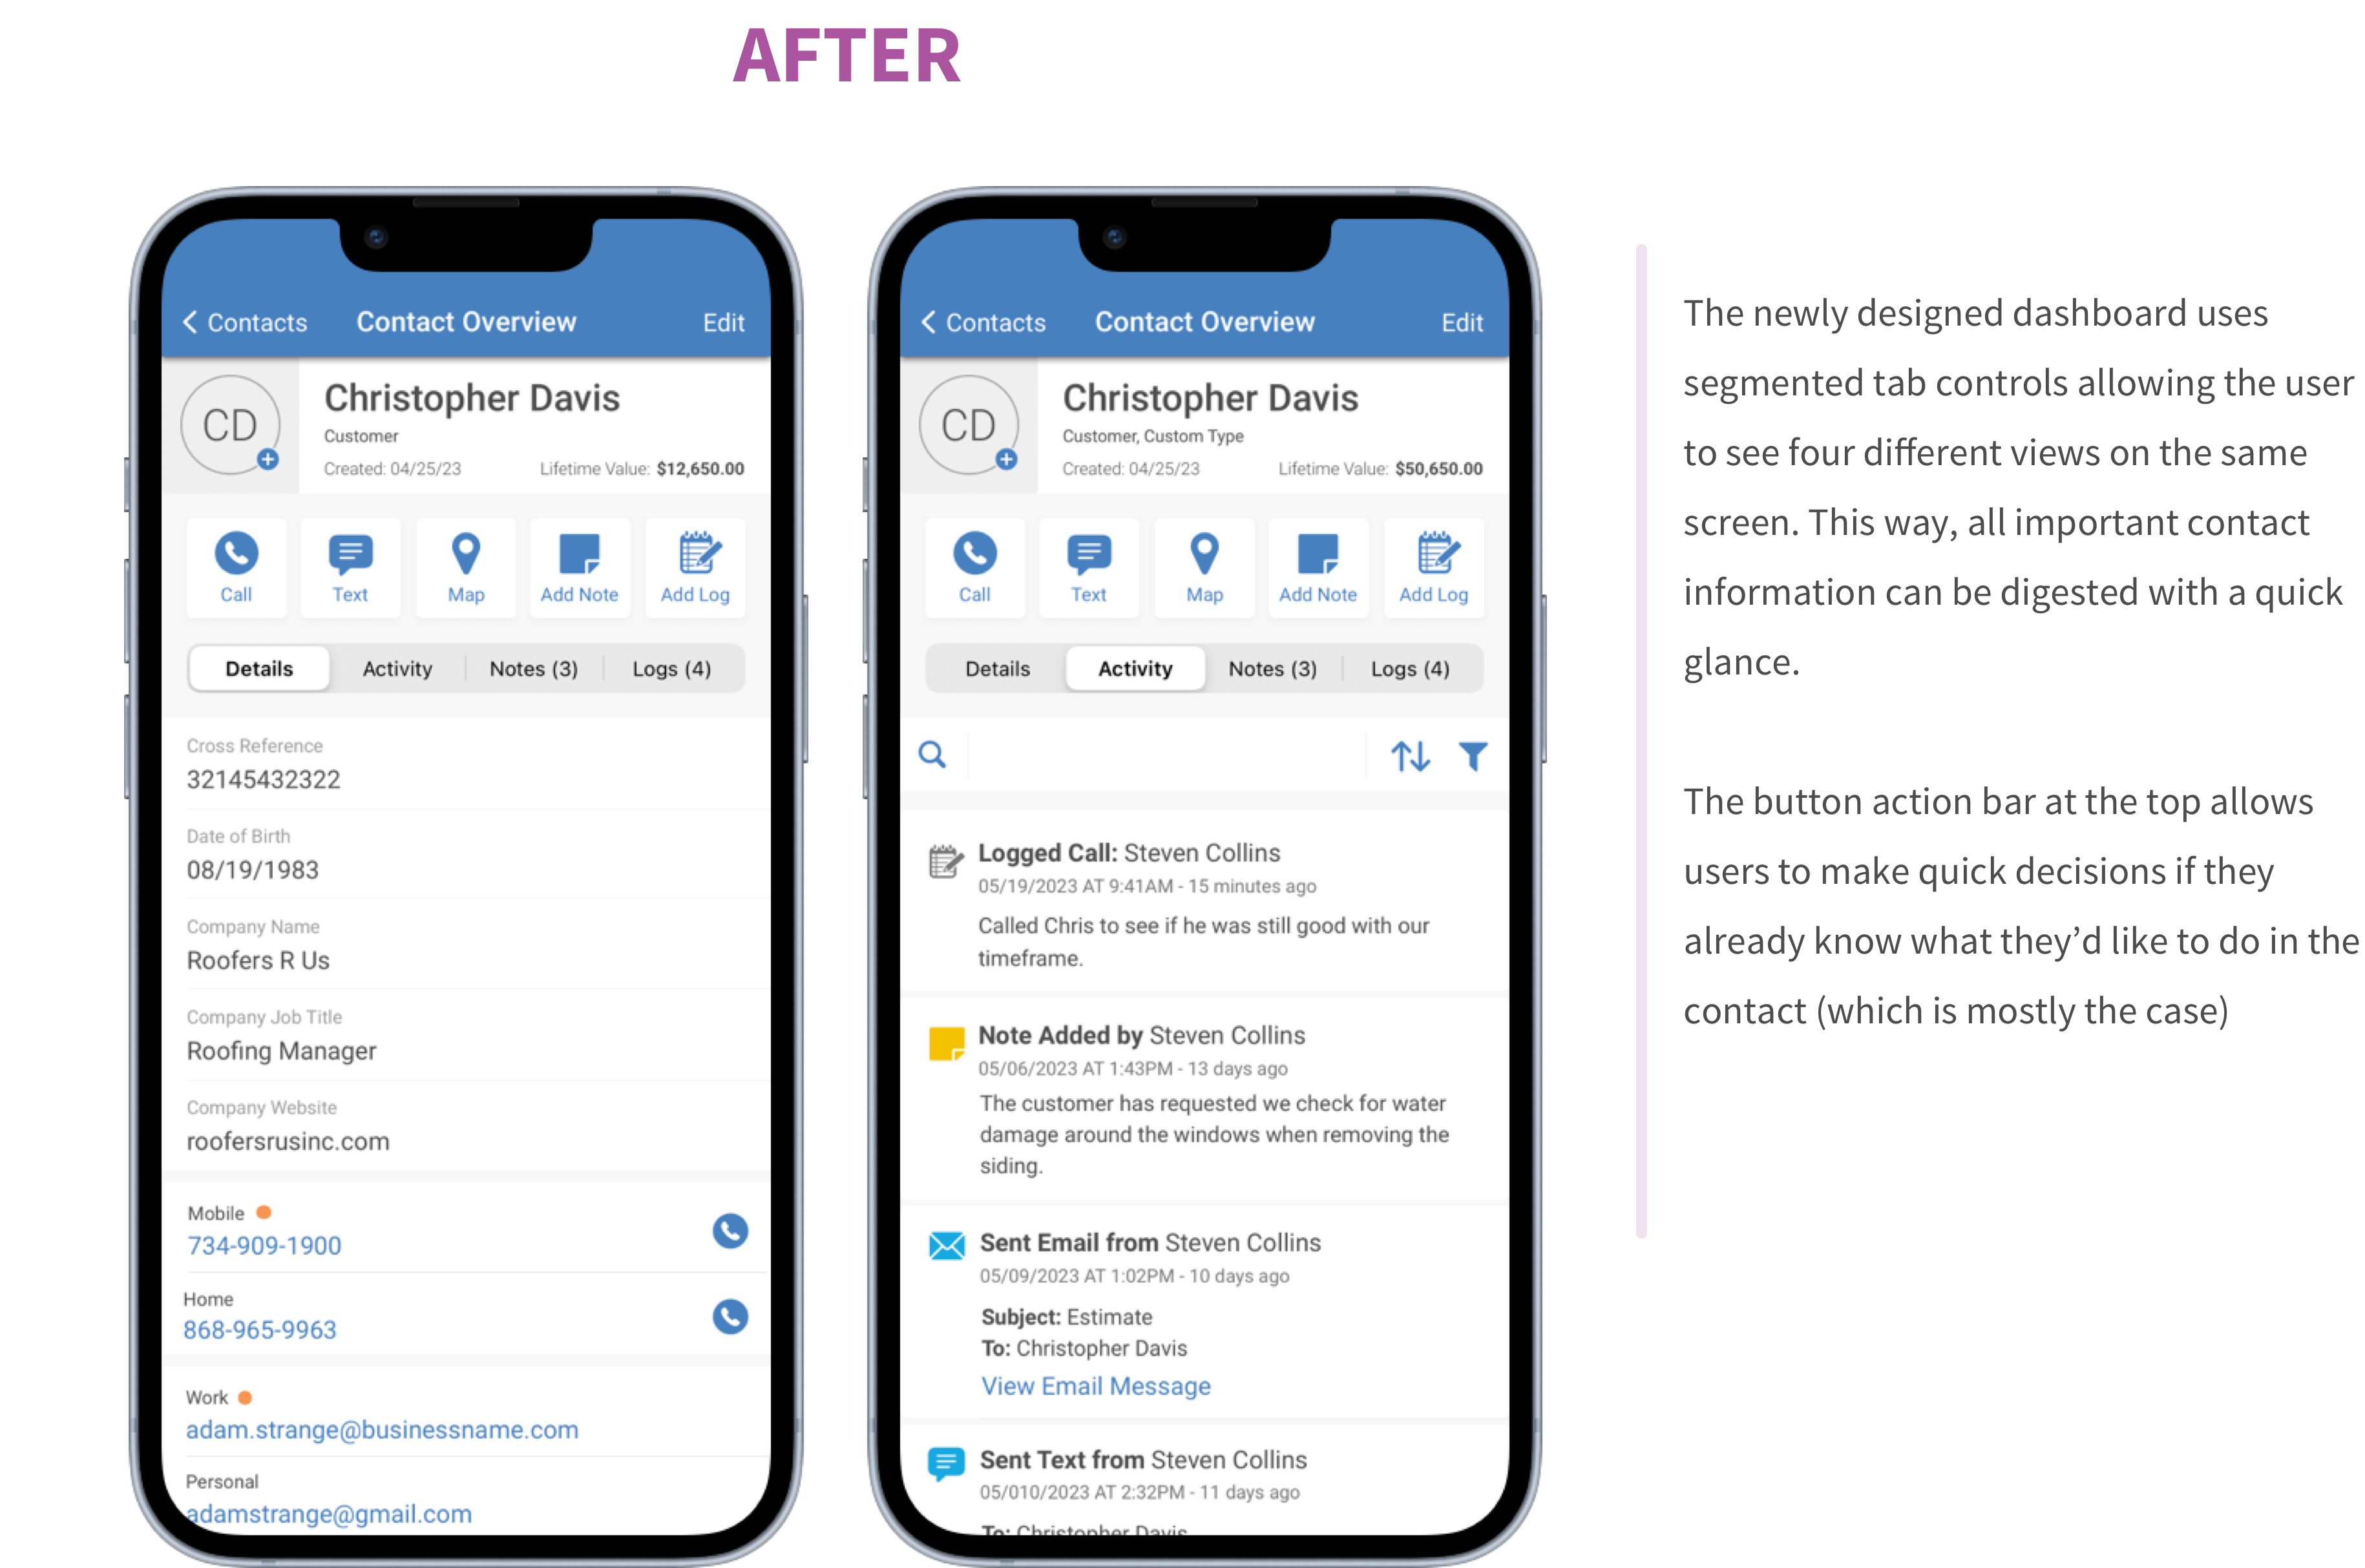 AFTER
Contacts
Contact Overview
Edit
CD
Christopher Davis
Customer
Created: 04/25/23
Lifetime Value: $12,650.00
Call
Text
Map
Add Note
Add Log
Details
Activity
Notes (3)
Logs (4)
Cross Reference
32145432322
Date of Birth
08/19/1983
Company Name
Roofers R Us
Company Job Title
Roofing Manager
Company Website
roofersrusinc.com
Mobile
734-909-1900
Home
868-965-9963
Work
adam.strange@businessname.com
Personal
adamstrange@gmail.com
Contacts
Contact Overview
Edit
CD
Christopher Davis
Customer, Custom Type
Created: 04/25/23
Lifetime Value: $50,650.00
Call
Text
Map
Add Note
Add Log
Details
Activity
Notes (3)
Logs (4)
Logged Call: Steven Collins
05/19/2023 AT 9:41AM - 15 minutes ago
Called Chris to see if he was still good with our
timeframe.
Note Added by Steven Collins
05/06/2023 AT 1:43PM - 13 days ago
The customer has requested we check for water
damage around the windows when removing the
siding.
Sent Email from Steven Collins
05/09/2023 AT 1:02PM - 10 days ago
Subject: Estimate
To: Christopher Davis
View Email Message
Sent Text from Steven Collins
05/010/2023 AT 2:32PM - 11 days ago
To: Christopher Davis
The newly designed dashboard uses
segmented tab controls allowing the user
to see four different views on the same
screen. This way, all important contact
information can be digested with a quick
glance.
The button action bar at the top allows
users to make quick decisions if they
already know what they’d like to do in the
contact (which is mostly the case)